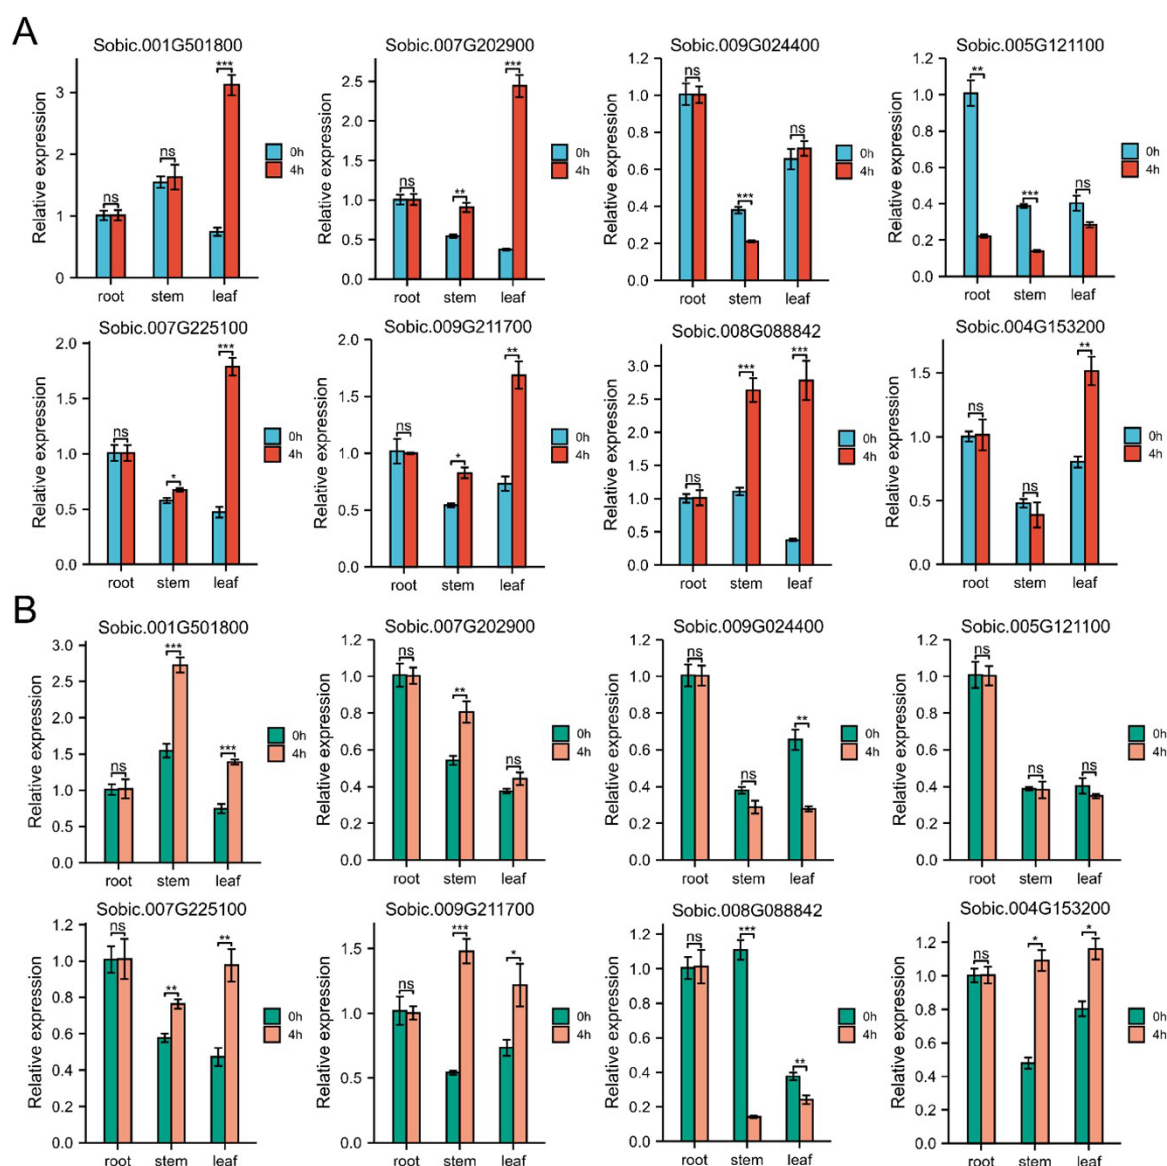 A
Sobic.001G501800
Relative expression
3
2
1
0
ns
ns
***
root stem leaf
0h
4h
Sobic.007G202900
Relative expression
2.5
2.0
1.5
1.0
0.5
0.0
ns
**
***
root stem leaf
0h
4h
Sobic.009G024400
Relative expression
1.2
1.0
0.8
0.6
0.4
0.2
0.0
ns
***
ns
root stem leaf
0h
4h
Sobic.005G121100
Relative expression
1.2
1.0
0.8
0.6
0.4
0.2
0.0
**
***
ns
root stem leaf
0h
4h
Sobic.007G225100
Relative expression
2.0
1.5
1.0
0.5
0.0
ns
*
***
root stem leaf
0h
4h
Sobic.009G211700
Relative expression
2.0
1.5
1.0
0.5
0.0
ns
*
**
root stem leaf
0h
4h
Sobic.008G088842
Relative expression
3.0
2.5
2.0
1.5
1.0
0.5
0.0
ns
***
***
root stem leaf
0h
4h
Sobic.004G153200
Relative expression
1.5
1.0
0.5
0.0
ns
ns
**
root stem leaf
0h
4h
B
Sobic.001G501800
Relative expression
3.0
2.5
2.0
1.5
1.0
0.5
0.0
ns
***
***
root stem leaf
0h
4h
Sobic.007G202900
Relative expression
1.2
1.0
0.8
0.6
0.4
0.2
0.0
ns
**
ns
root stem leaf
0h
4h
Sobic.009G024400
Relative expression
1.2
1.0
0.8
0.6
0.4
0.2
0.0
ns
ns
**
root stem leaf
0h
4h
Sobic.005G121100
Relative expression
1.2
1.0
0.8
0.6
0.4
0.2
0.0
ns
ns
ns
root stem leaf
0h
4h
Sobic.007G225100
Relative expression
1.2
1.0
0.8
0.6
0.4
0.2
0.0
ns
**
**
root stem leaf
0h
4h
Sobic.009G211700
Relative expression
1.5
1.0
0.5
0.0
ns
***
*
root stem leaf
0h
4h
Sobic.008G088842
Relative expression
1.2
1.0
0.8
0.6
0.4
0.2
0.0
ns
***
**
root stem leaf
0h
4h
Sobic.004G153200
Relative expression
1.2
1.0
0.8
0.6
0.4
0.2
0.0
ns
*
*
root stem leaf
0h
4h